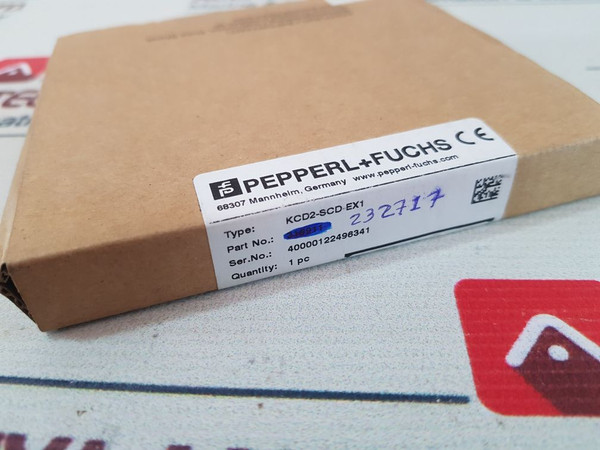 PEPPERL+FUCHS CE
68307 Mannheim, Germany www.pepperl-fuchs.com
Type: KCD2-SCD-EX1
Part No.: 232717
Ser.No.: 40000122496341
Quantity: 1 pc